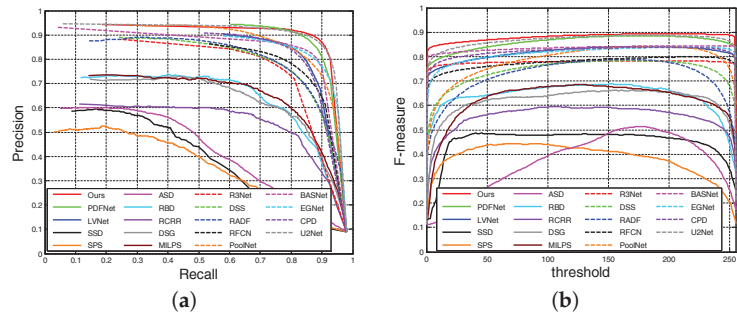 (a)
Precision
1
0.9
0.8
0.7
0.6
0.5
0.4
0.3
0.2
0.1
0
0 0.1 0.2 0.3 0.4 0.5 0.6 0.7 0.8 0.9 1
Recall
Ours ASD R3Net BASNet
PDFNet RBD DSS EGNet
LVNet RCRR RADF CPD
SSD DSG RFCN U2Net
SPS MILPS PoolNet
(b)
F-measure
1
0.9
0.8
0.7
0.6
0.5
0.4
0.3
0.2
0.1
0
0 50 100 150 200 250
threshold
Ours ASD R3Net BASNet
PDFNet RBD DSS EGNet
LVNet RCRR RADF CPD
SSD DSG RFCN U2Net
SPS MILPS PoolNet